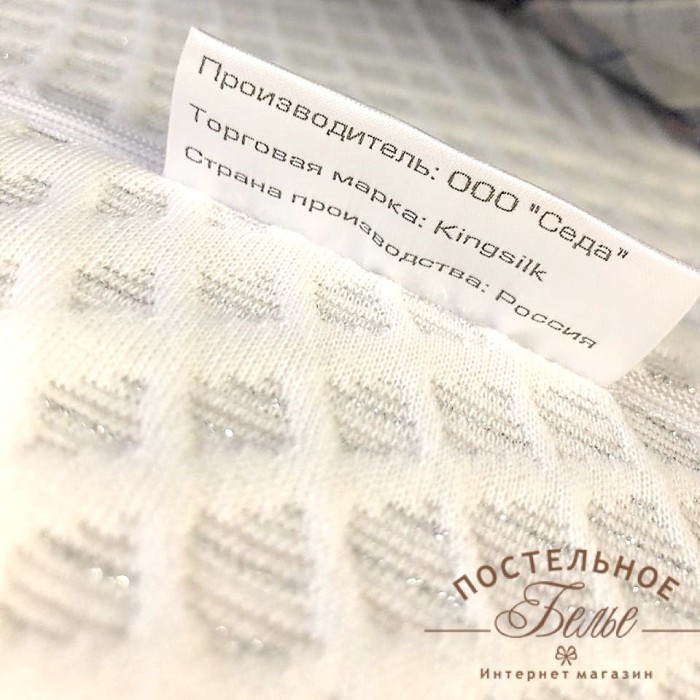 Производитель: ООО "Седа"
Торговая марка: Kingsilk
Страна производства: Россия
ПОСТЕЛЬНОЕ
Белье
Интернет магазин